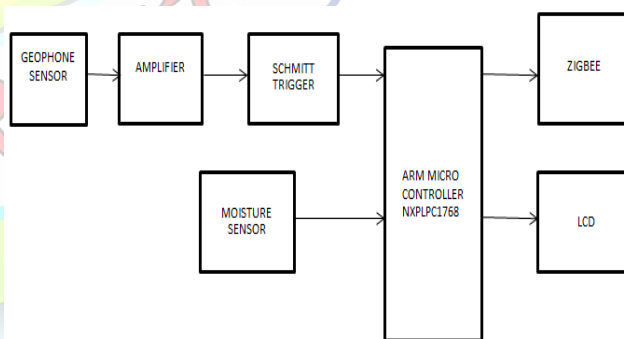 GEOPHONE
SENSOR
AMPLIFIER
SCHMITT
TRIGGER
ZIGBEE
ARM MICRO
CONTROLLER
NXPLPC1768
MOISTURE
SENSOR
LCD